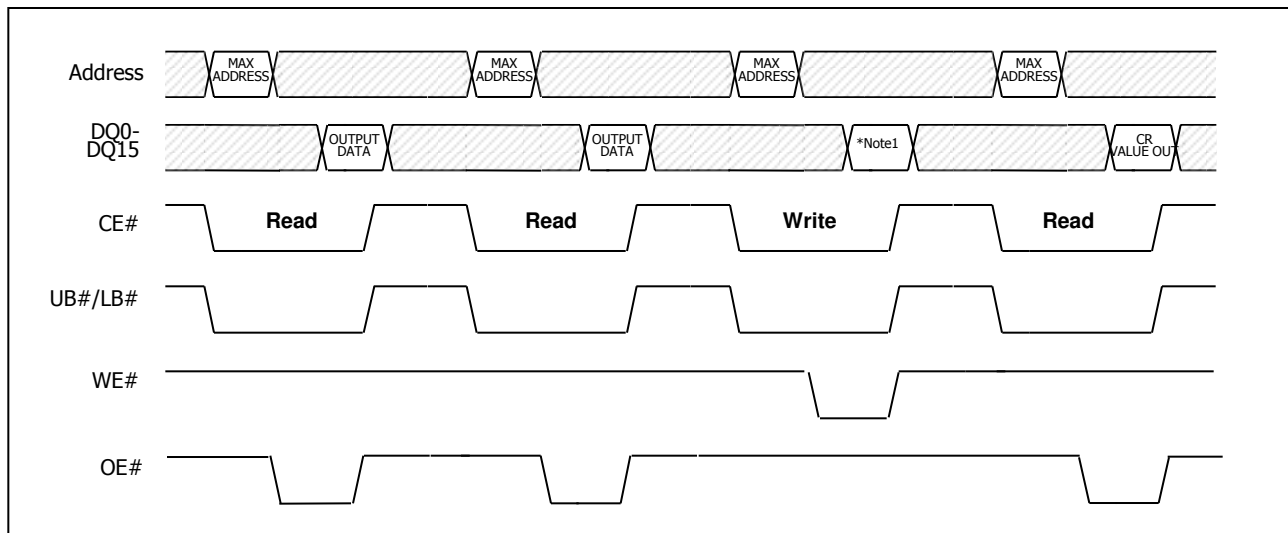 Address
MAX
ADDRESS
MAX
ADDRESS
MAX
ADDRESS
MAX
ADDRESS
DQ0-
DQ15
OUTPUT
DATA
OUTPUT
DATA
*Note1
CR
VALUE OUT
CE#
Read
Read
Write
Read
UB#/LB#
WE#
OE#